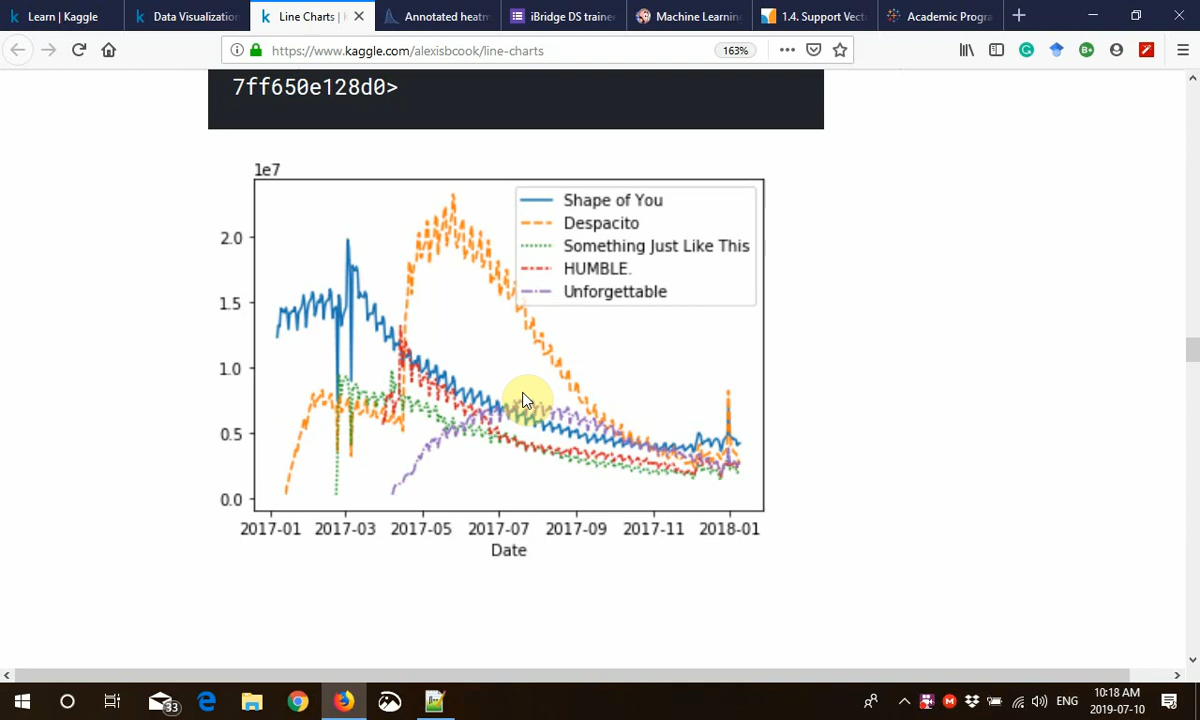 Learn | Kaggle
Data Visualization
Line Charts |
Annotated heatm
iBridge DS traine
Machine Learning
1.4. Support Vect
Academic Progra
https://www.kaggle.com/alexisbcook/line-charts
163%
7ff650e128d0>
1e7
Shape of You
Despacito
Something Just Like This
HUMBLE.
Unforgettable
2.0
1.5
1.0
0.5
0.0
2017-01 2017-03 2017-05 2017-07 2017-09 2017-11 2018-01
Date
33
ENG
10:18 AM
2019-07-10